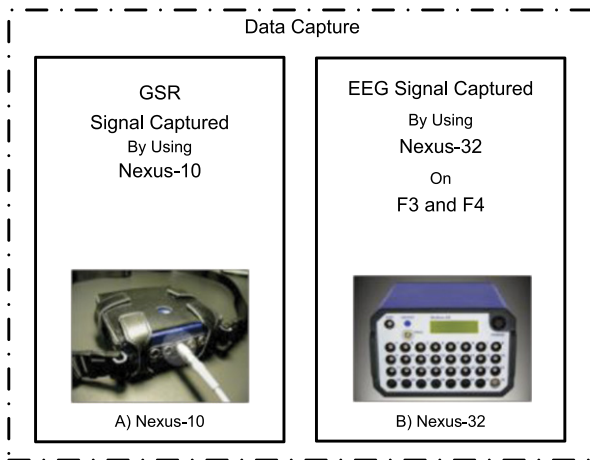 Data Capture
GSR
Signal Captured
By Using
Nexus-10
A) Nexus-10
EEG Signal Captured
By Using
Nexus-32
On
F3 and F4
B) Nexus-32